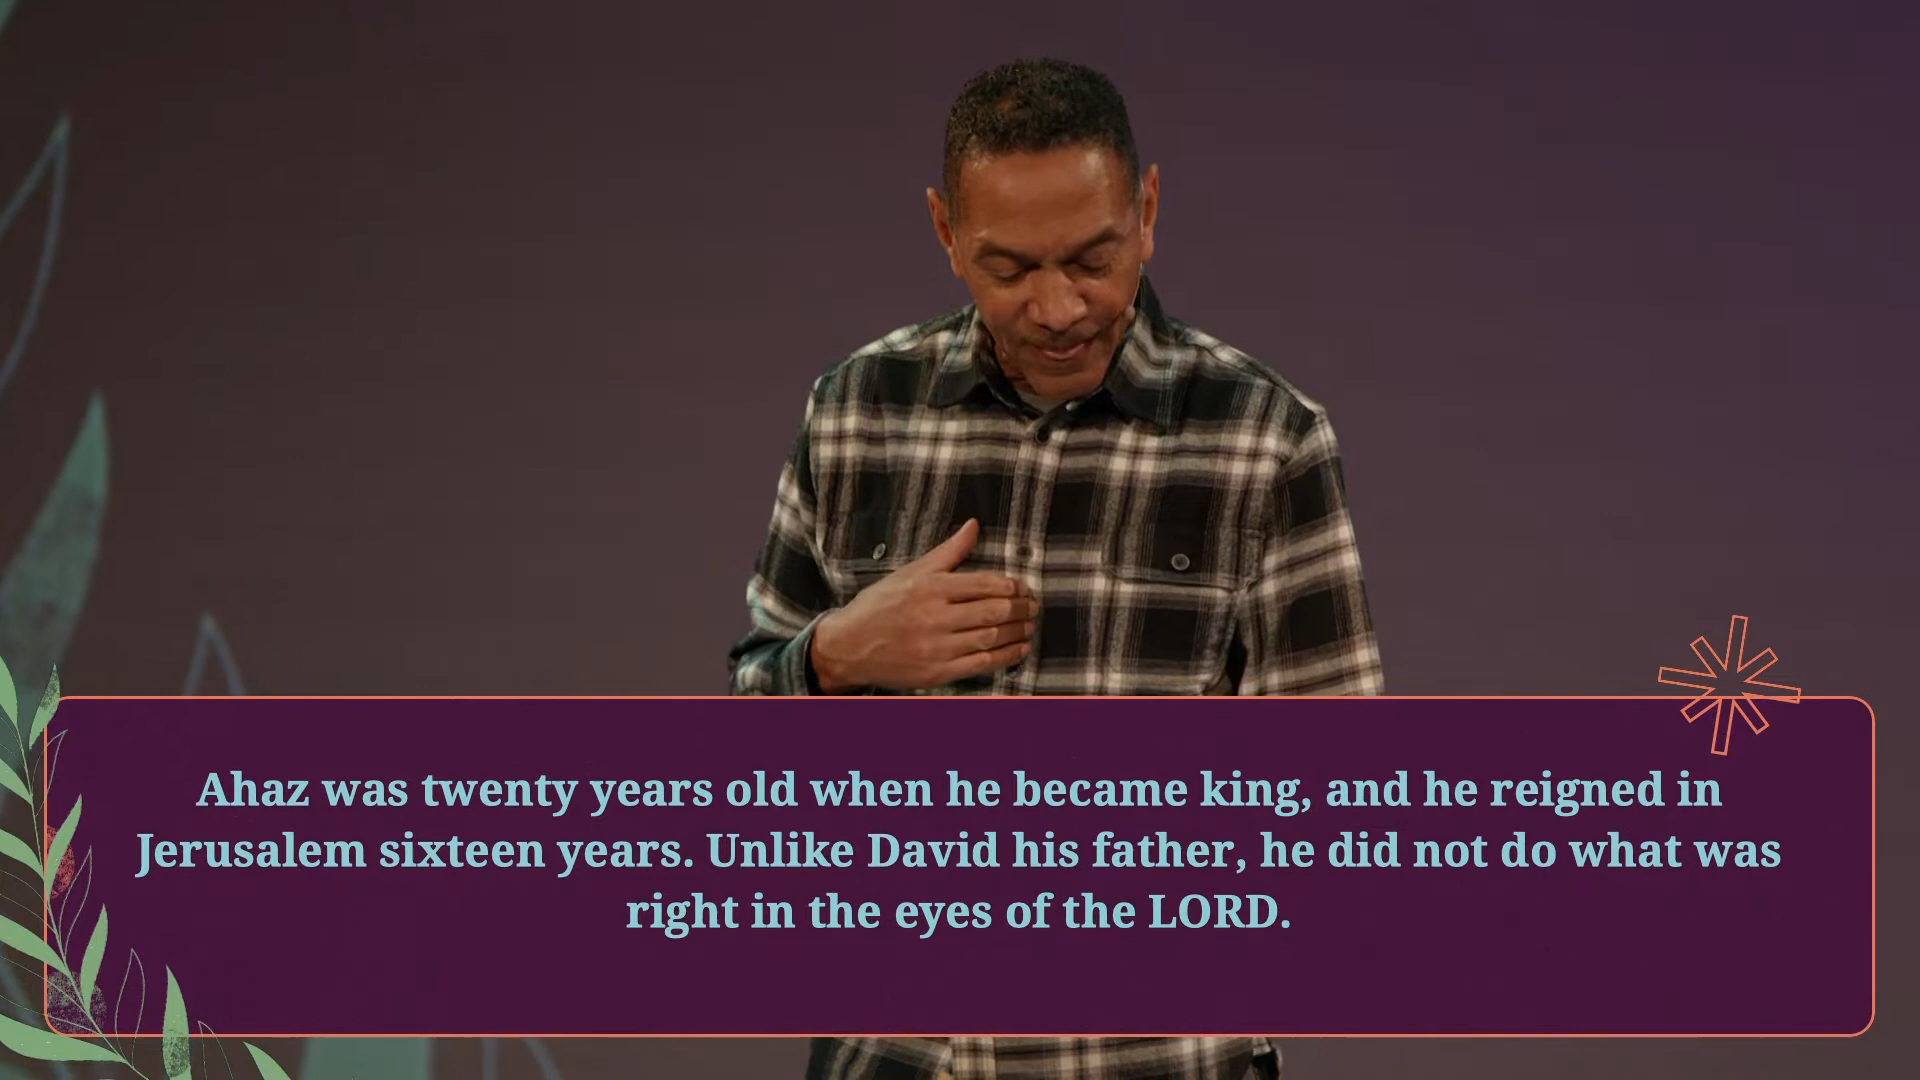 Ahaz was twenty years old when he became king, and he reigned in
Jerusalem sixteen years. Unlike David his father, he did not do what was
right in the eyes of the LORD.